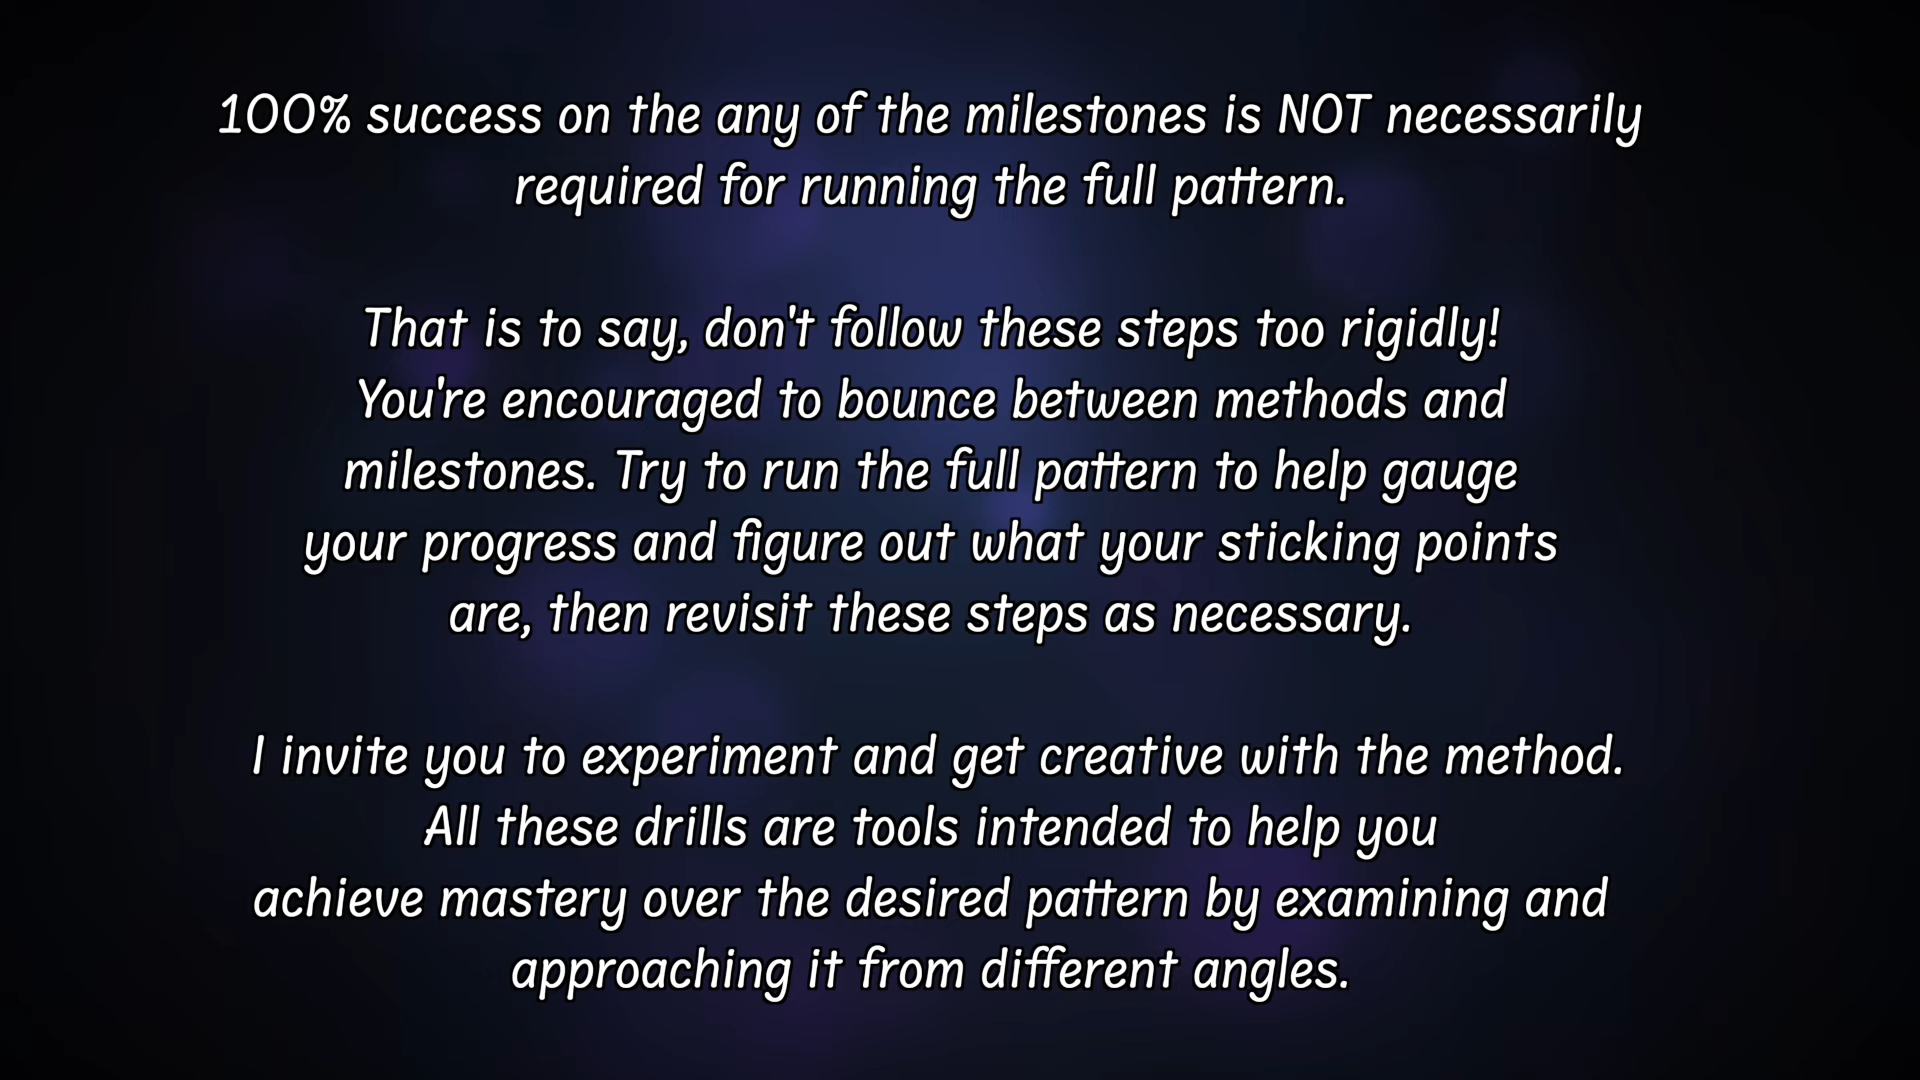 100% success on the any of the milestones is NOT necessarily
required for running the full pattern.
That is to say, don't follow these steps too rigidly!
You're encouraged to bounce between methods and
milestones. Try to run the full pattern to help gauge
your progress and figure out what your sticking points
are, then revisit these steps as necessary.
I invite you to experiment and get creative with the method.
All these drills are tools intended to help you
achieve mastery over the desired pattern by examining and
approaching it from different angles.